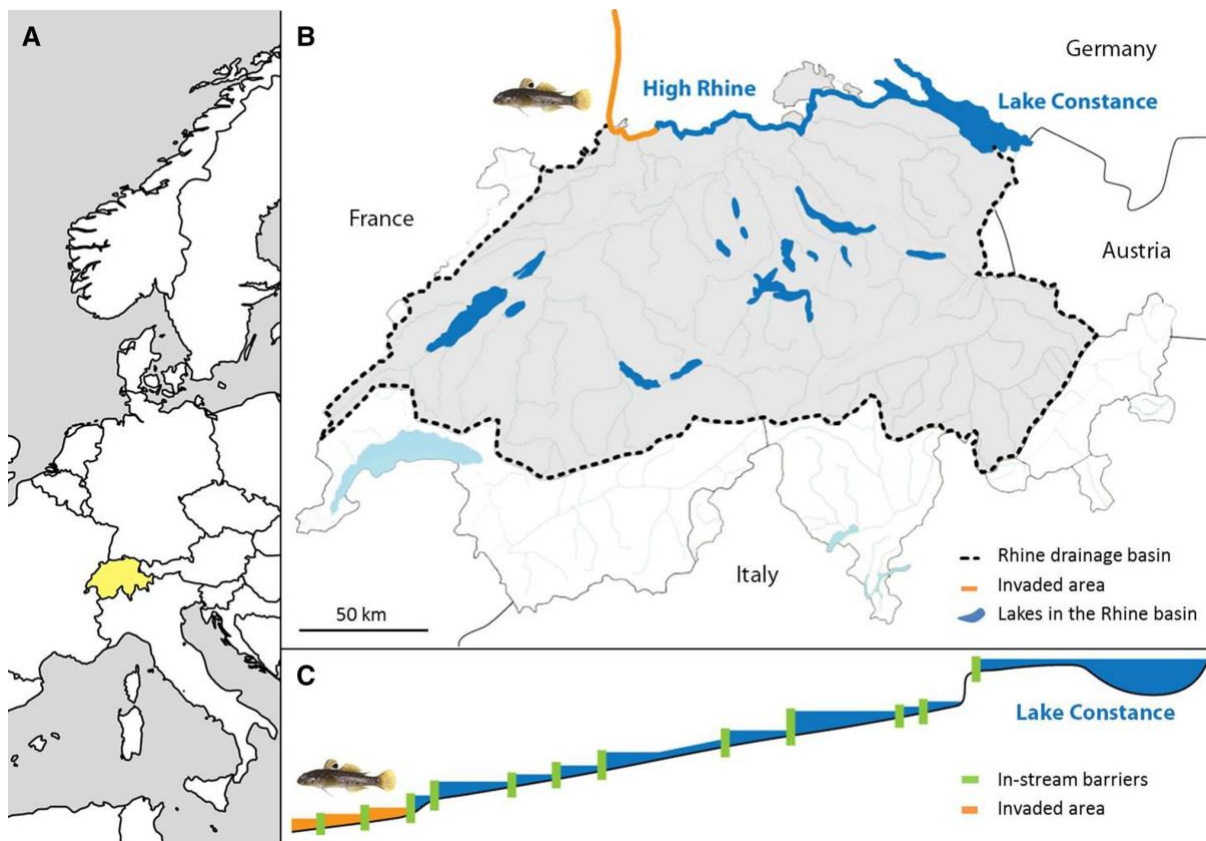 A
B
Germany
High Rhine
Lake Constance
France
Austria
Italy
50 km
Rhine drainage basin
Invaded area
Lakes in the Rhine basin
C
Lake Constance
In-stream barriers
Invaded area